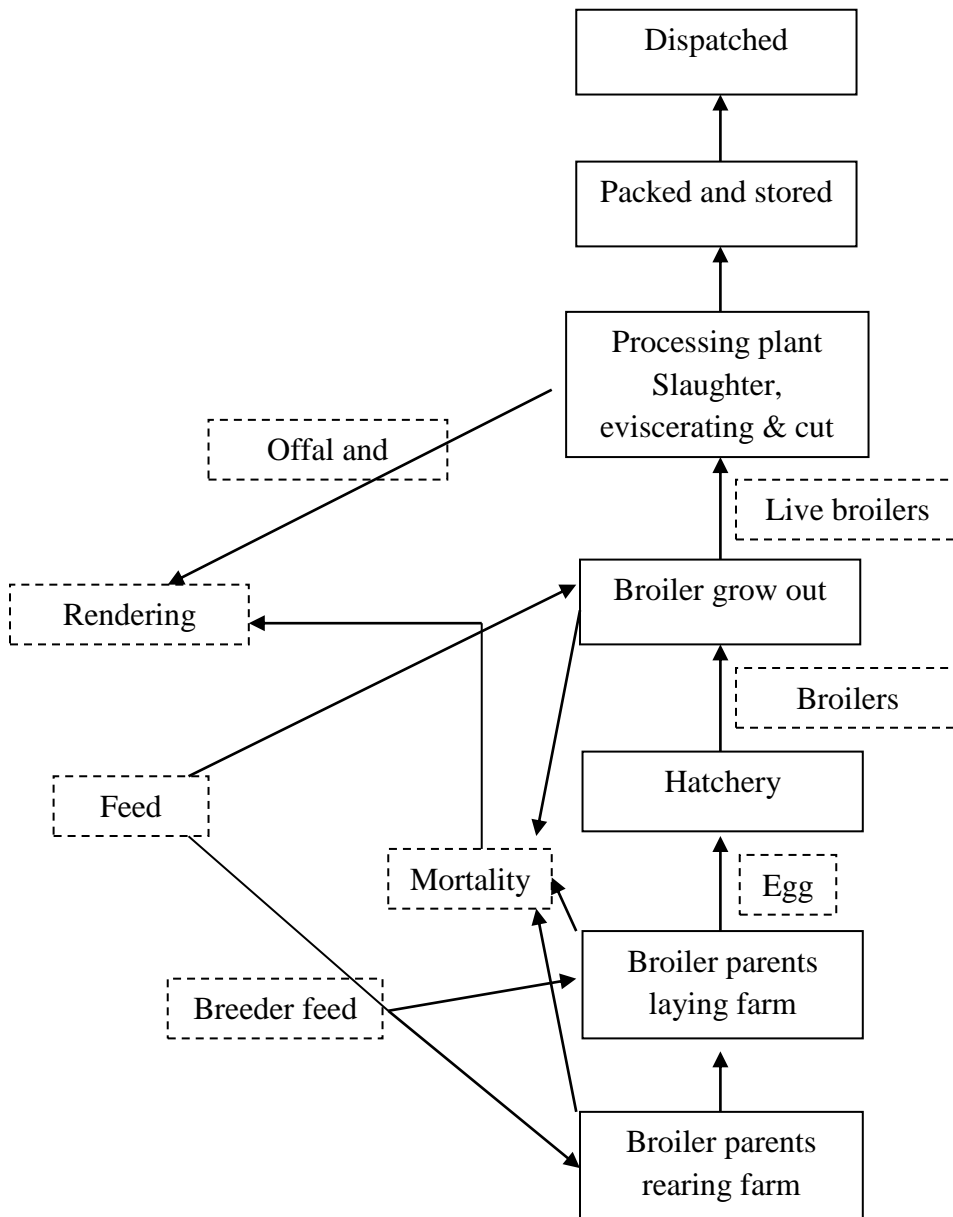 Dispatched
Packed and stored
Processing plant
Slaughter,
eviscerating & cut
Offal and
Live broilers
Rendering
Broiler grow out
Broilers
Feed
Hatchery
Mortality
Egg
Broiler parents
laying farm
Breeder feed
Broiler parents
rearing farm